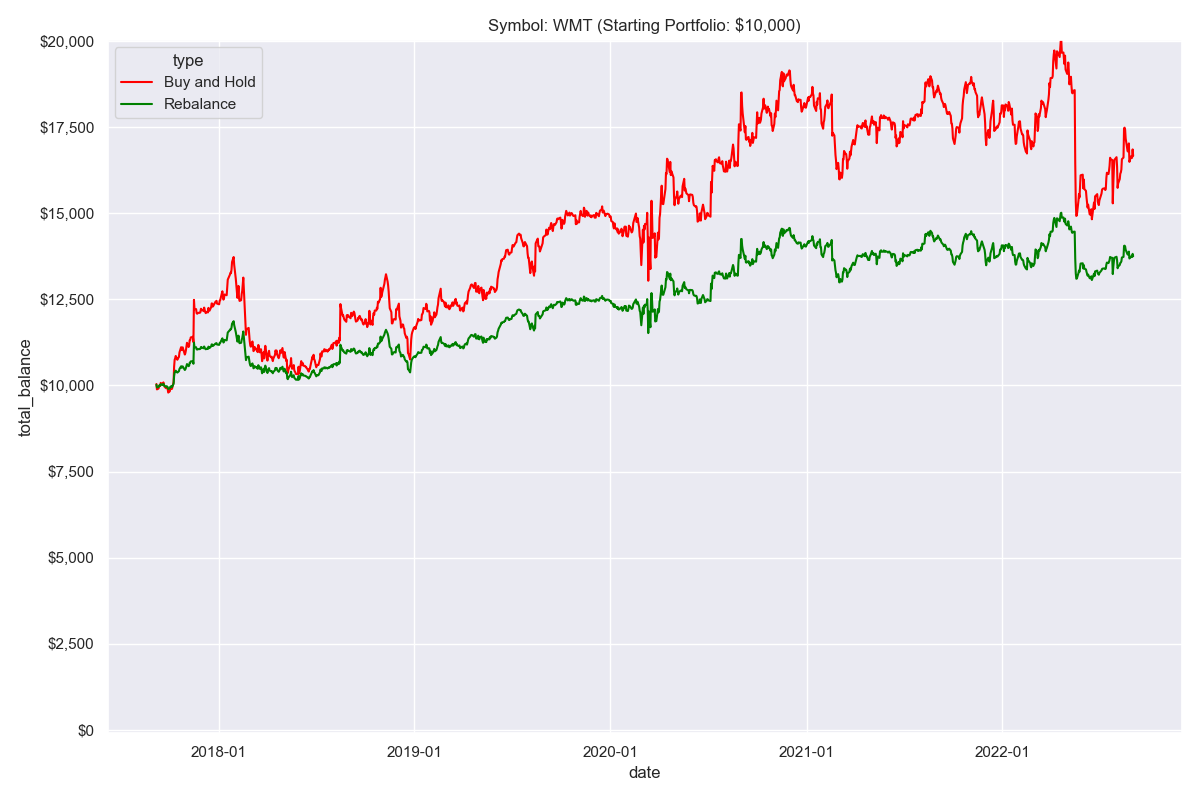 Symbol: WMT (Starting Portfolio: $10,000)
type
Buy and Hold
Rebalance
total_balance
$20,000
$17,500
$15,000
$12,500
$10,000
$7,500
$5,000
$2,500
$0
2018-01 2019-01 2020-01 2021-01 2022-01
date